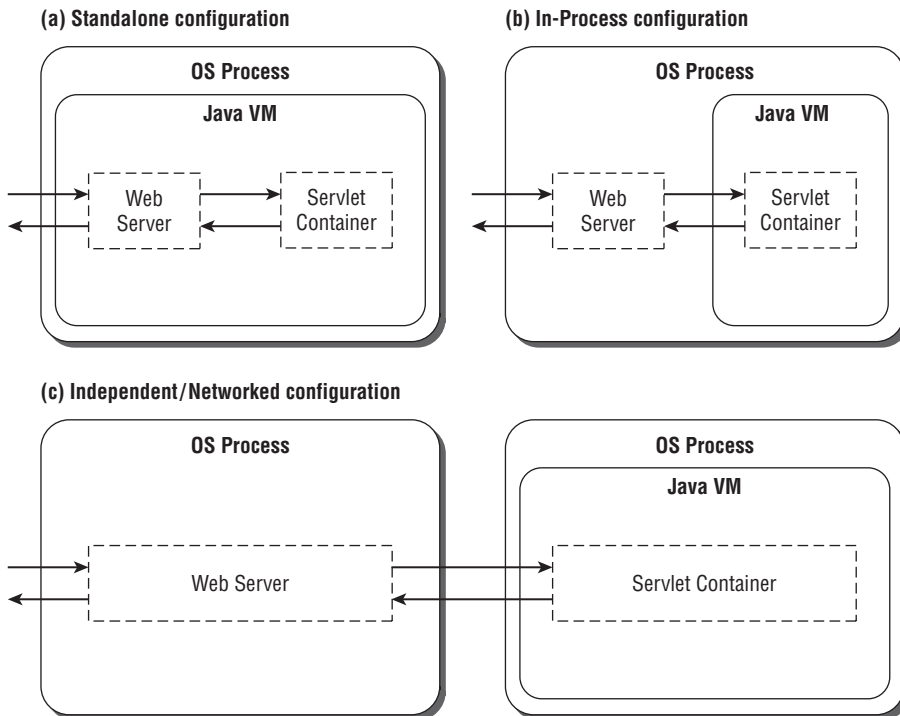 (a) Standalone configuration
OS Process
Java VM
Web
Server
Servlet
Container
(b) In-Process configuration
OS Process
Java VM
Web
Server
Servlet
Container
(c) Independent/Networked configuration
OS Process
Web Server
OS Process
Java VM
Servlet Container